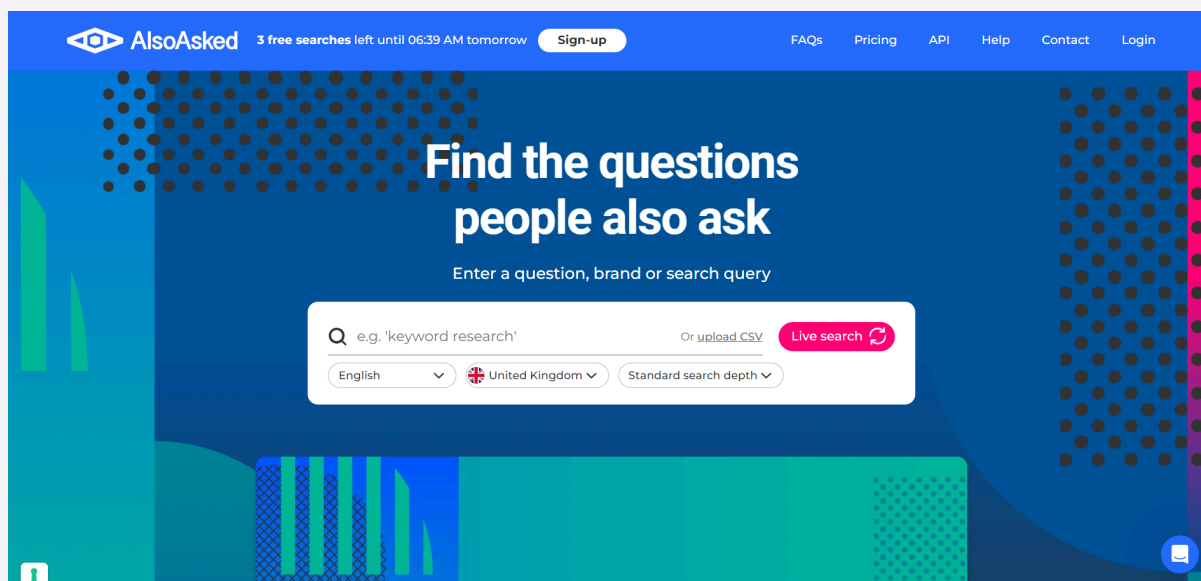 AlsoAsked 3 free searches left until 06:39 AM tomorrow Sign-up FAQs Pricing API Help Contact Login
Find the questions
people also ask
Enter a question, brand or search query
e.g. 'keyword research' Or upload CSV Live search
English United Kingdom Standard search depth